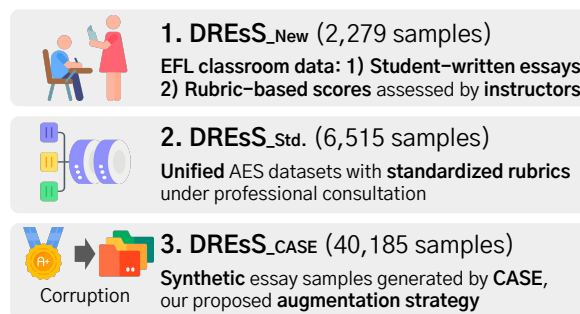 1. DREsS_New (2,279 samples)
EFL classroom data: 1) Student-written essays
2) Rubric-based scores assessed by instructors
2. DREsS_Std. (6,515 samples)
Unified AES datasets with standardized rubrics
under professional consultation
A+
Corruption
3. DREsS_CASE (40,185 samples)
Synthetic essay samples generated by CASE,
our proposed augmentation strategy